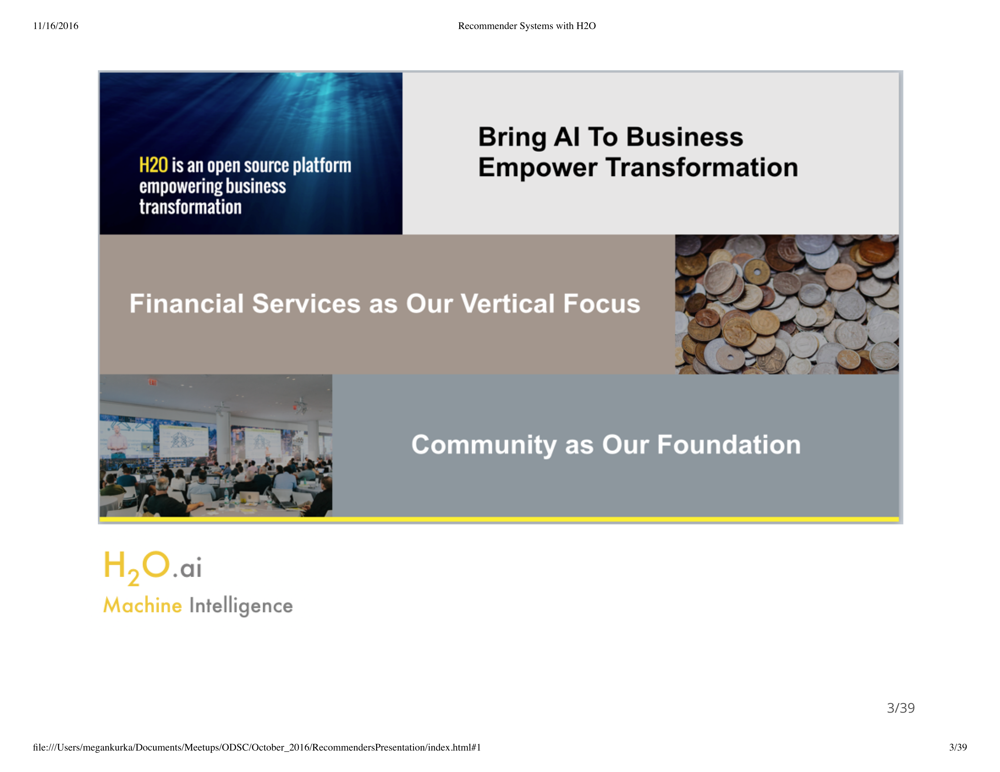 11/16/2016
Recommender Systems with H2O
H2O is an open source platform
empowering business
transformation
Bring AI To Business
Empower Transformation
Financial Services as Our Vertical Focus
Community as Our Foundation
H2O.ai
Machine Intelligence
3/39
file:///Users/megankurka/Documents/Meetups/ODSC/October_2016/RecommendersPresentation/index.html#1
3/39